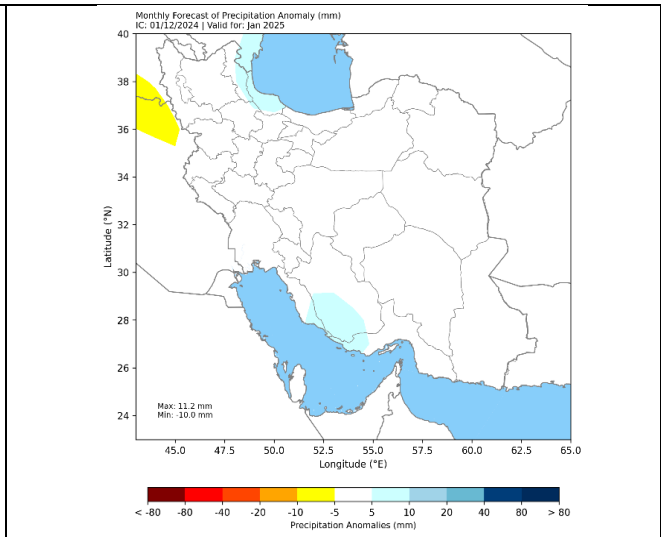 Monthly Forecast of Precipitation Anomaly (mm)
IC: 01/12/2024 | Valid for: Jan 2025
40
38
36
34
32
30
28
26
24
Latitude (°N)
Max: 11.2 mm
Min: -10.0 mm
45.0 47.5 50.0 52.5 55.0 57.5 60.0 62.5 65.0
Longitude (°E)
< -80 -80 -40 -20 -10 -5 5 10 20 40 80 > 80
Precipitation Anomalies (mm)